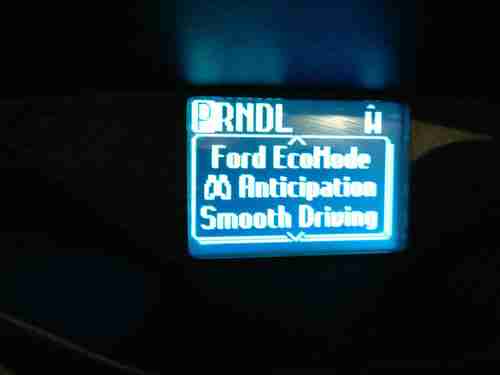 PRNDL Ŵ
Ford EcoMode
Anticipation
Smooth Driving